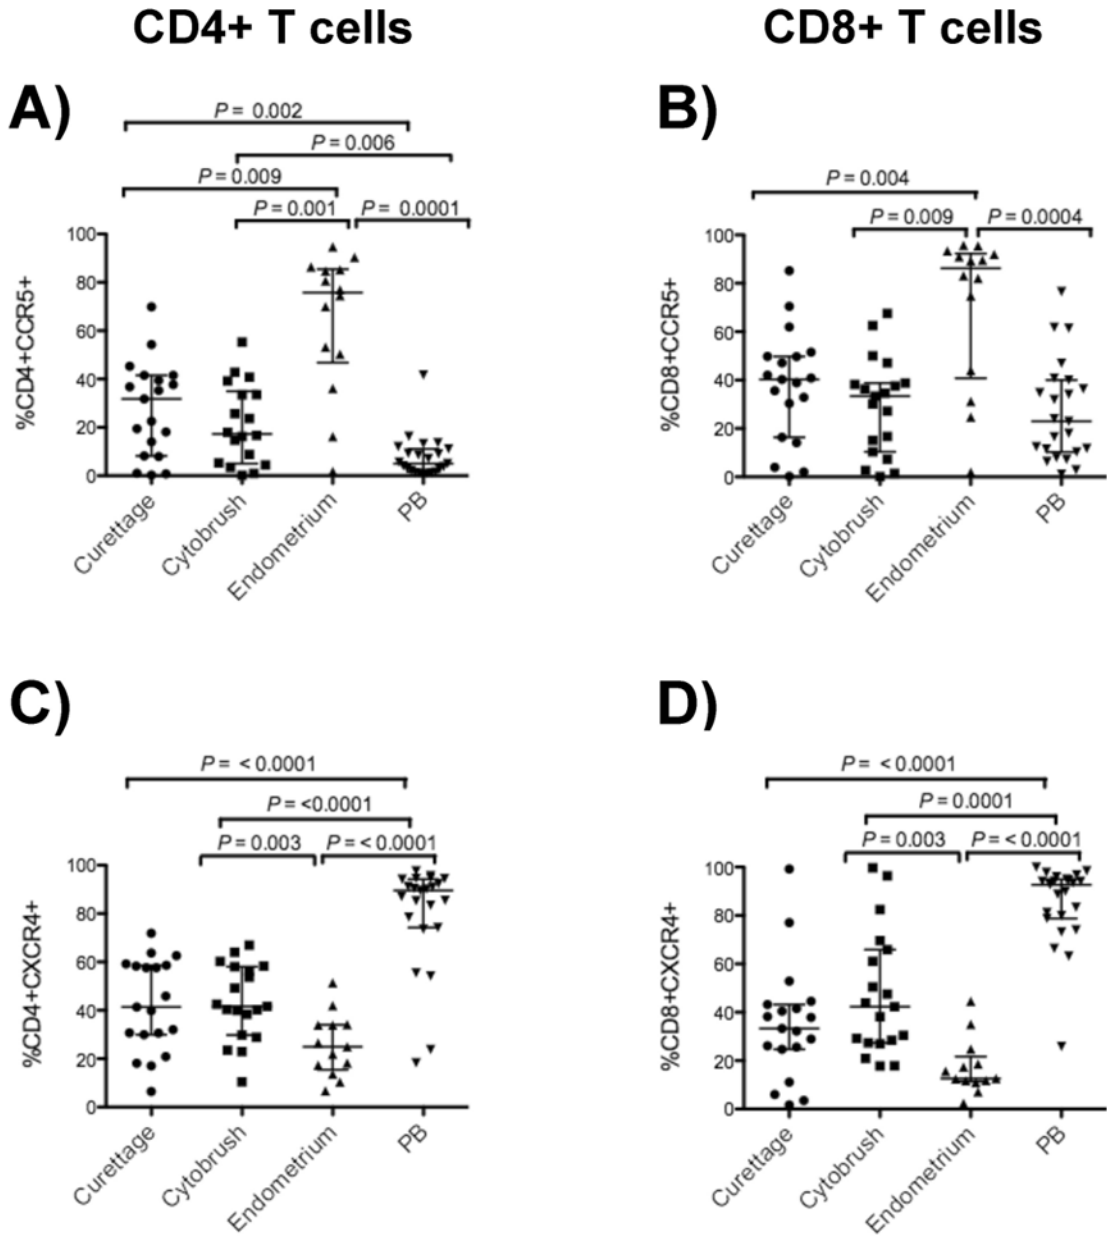 CD4+ T cells
CD8+ T cells
A)
P = 0.002
P = 0.006
P = 0.009
P = 0.001
P = 0.0001
%CD4+CCR5+
100
80
60
40
20
0
Curettage
Cytobrush
Endometrium
PB
B)
P = 0.004
P = 0.009
P = 0.0004
%CD8+CCR5+
100
80
60
40
20
0
Curettage
Cytobrush
Endometrium
PB
C)
P = < 0.0001
P = <0.0001
P = 0.003
P = < 0.0001
%CD4+CXCR4+
100
80
60
40
20
0
Curettage
Cytobrush
Endometrium
PB
D)
P = < 0.0001
P = 0.0001
P = 0.003
P = < 0.0001
%CD8+CXCR4+
100
80
60
40
20
0
Curettage
Cytobrush
Endometrium
PB